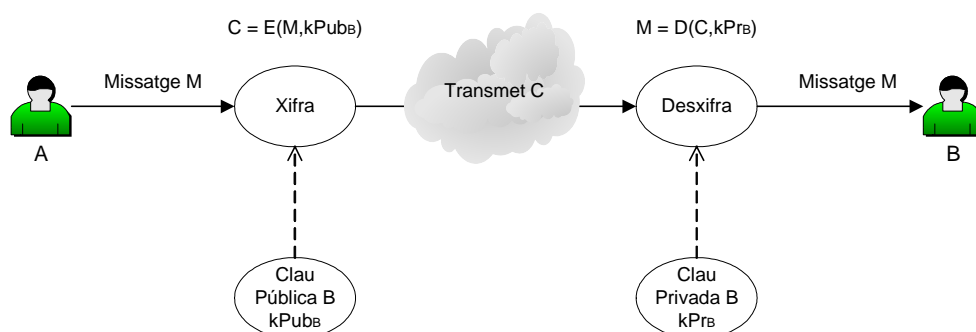 C = E(M,kPubB)
M = D(C,kPrB)
Missatge M
Xifra
Transmet C
Desxifra
Missatge M
A
B
Clau
Pública B
kPubB
Clau
Privada B
kPrB